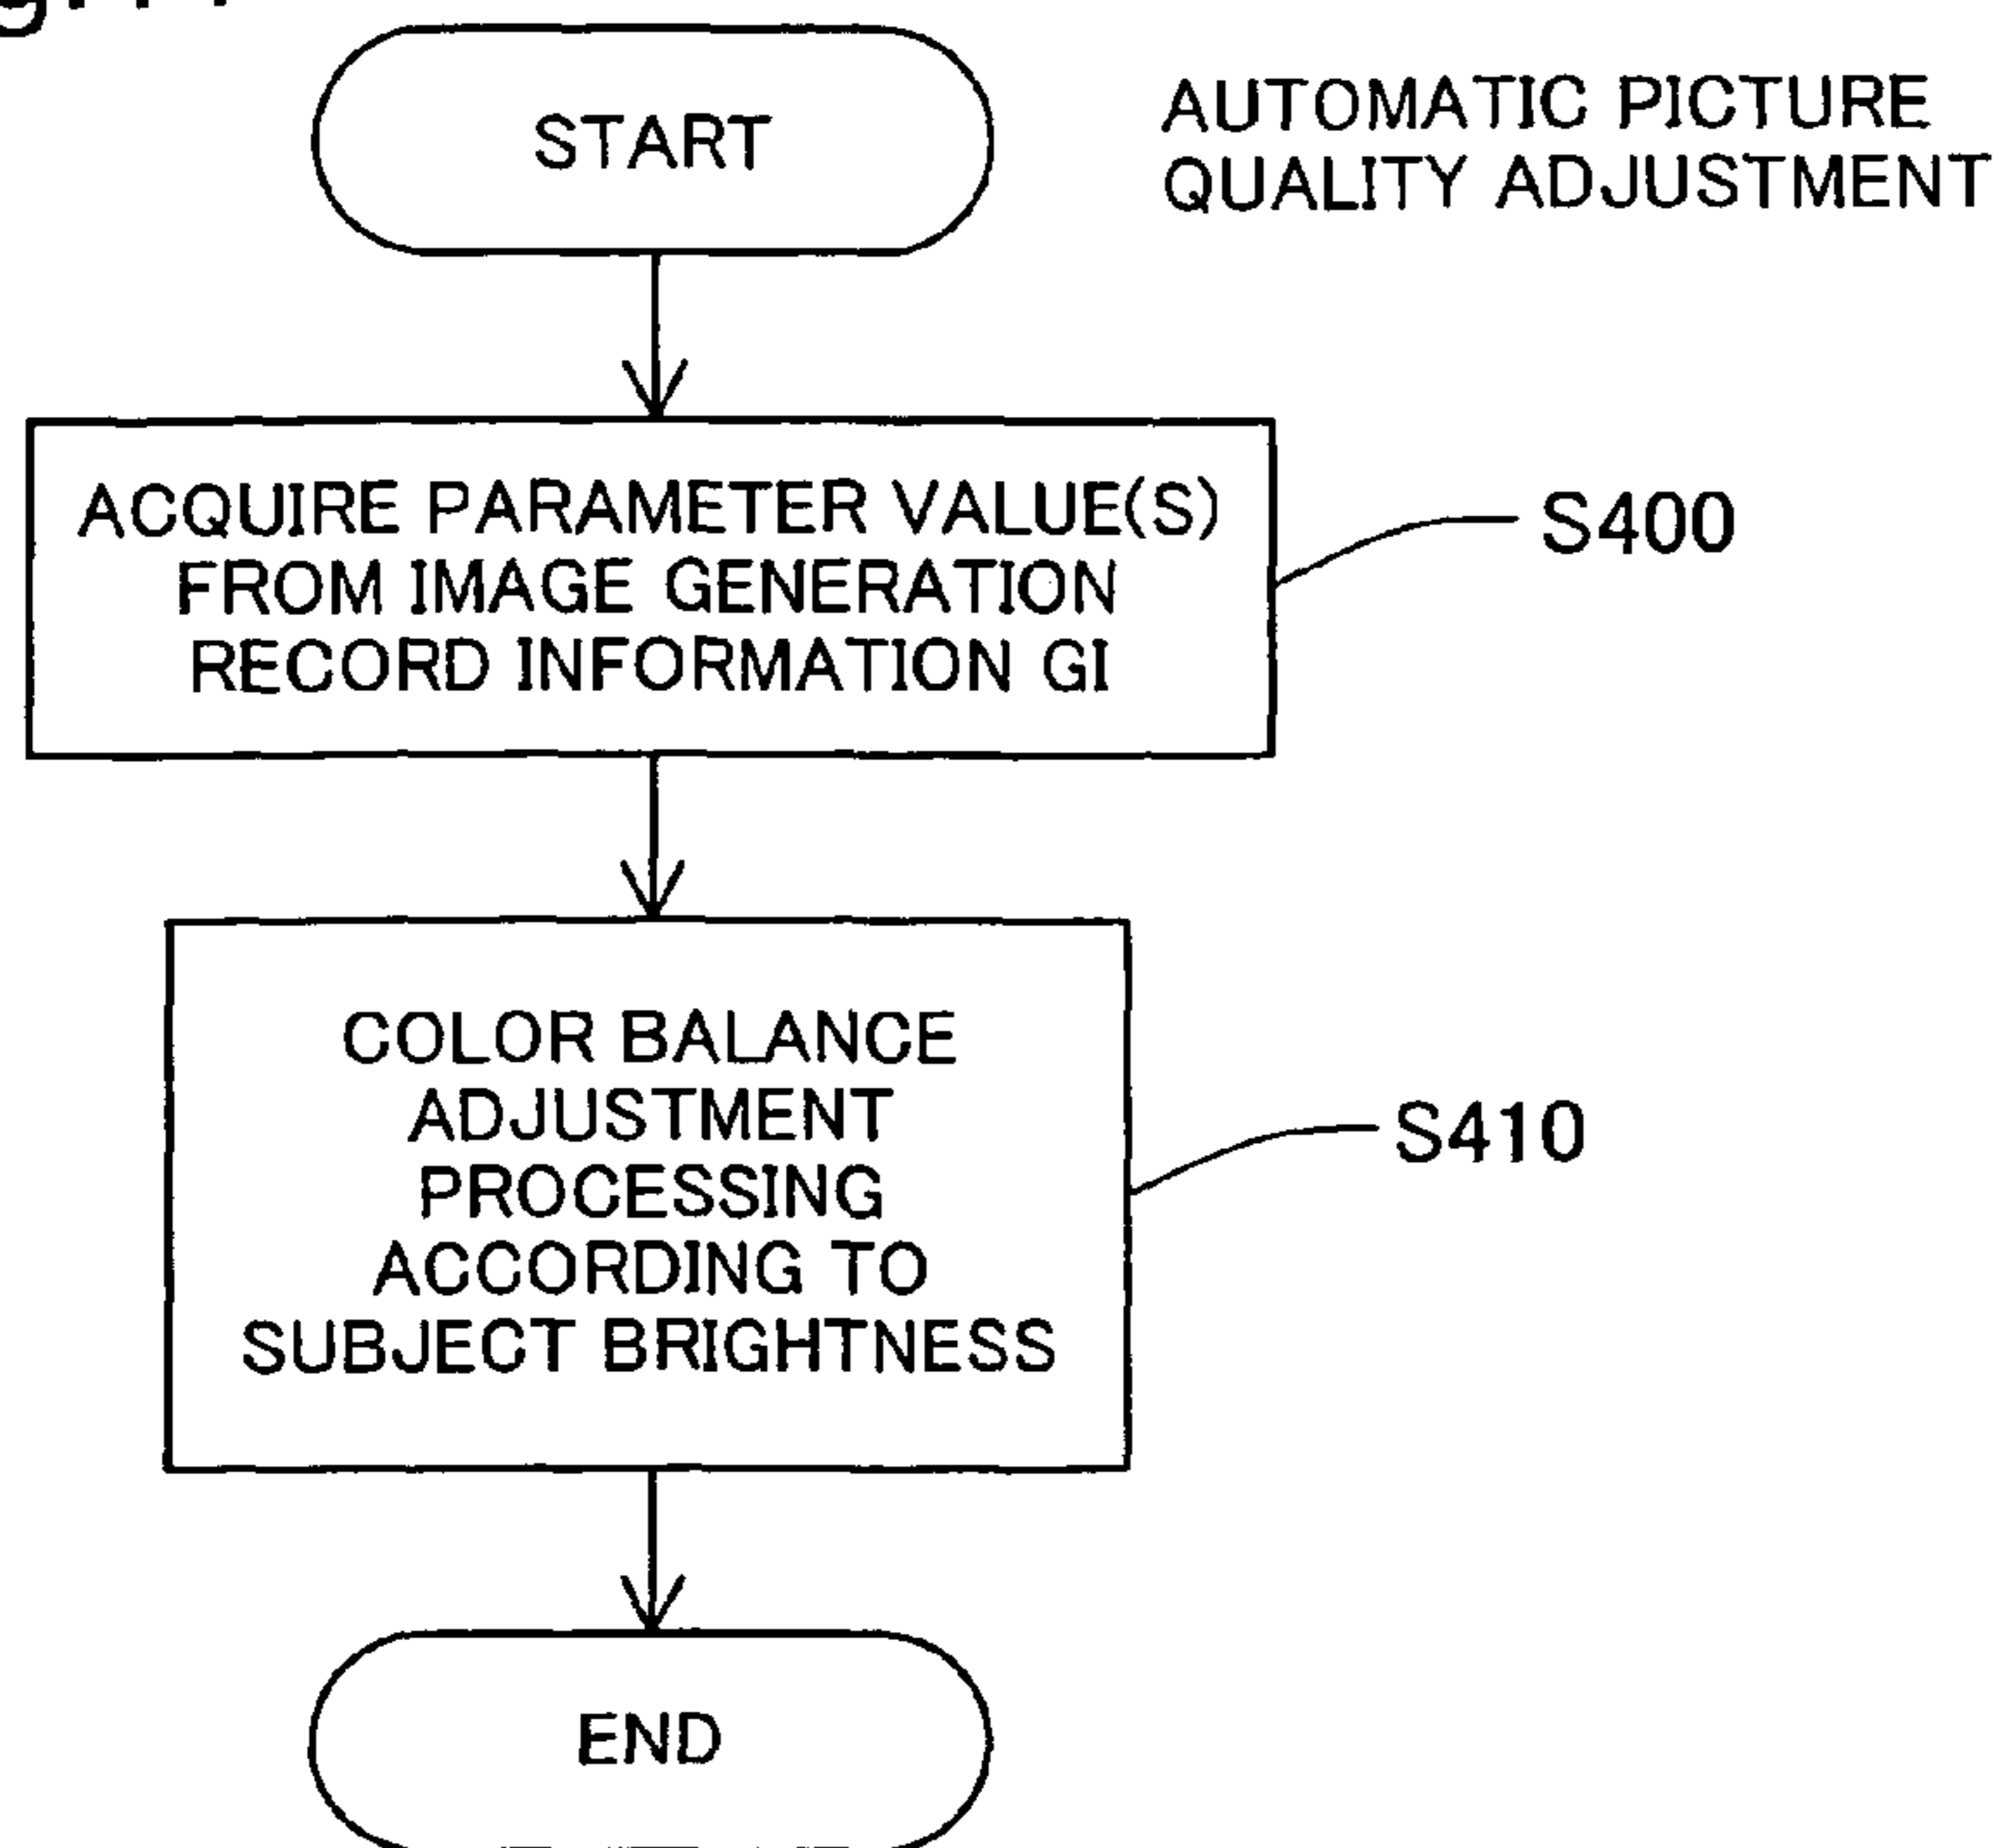 START
AUTOMATIC PICTURE
QUALITY ADJUSTMENT
ACQUIRE PARAMETER VALUE(S)
FROM IMAGE GENERATION
RECORD INFORMATION GI
S400
COLOR BALANCE
ADJUSTMENT
PROCESSING
ACCORDING TO
SUBJECT BRIGHTNESS
S410
END